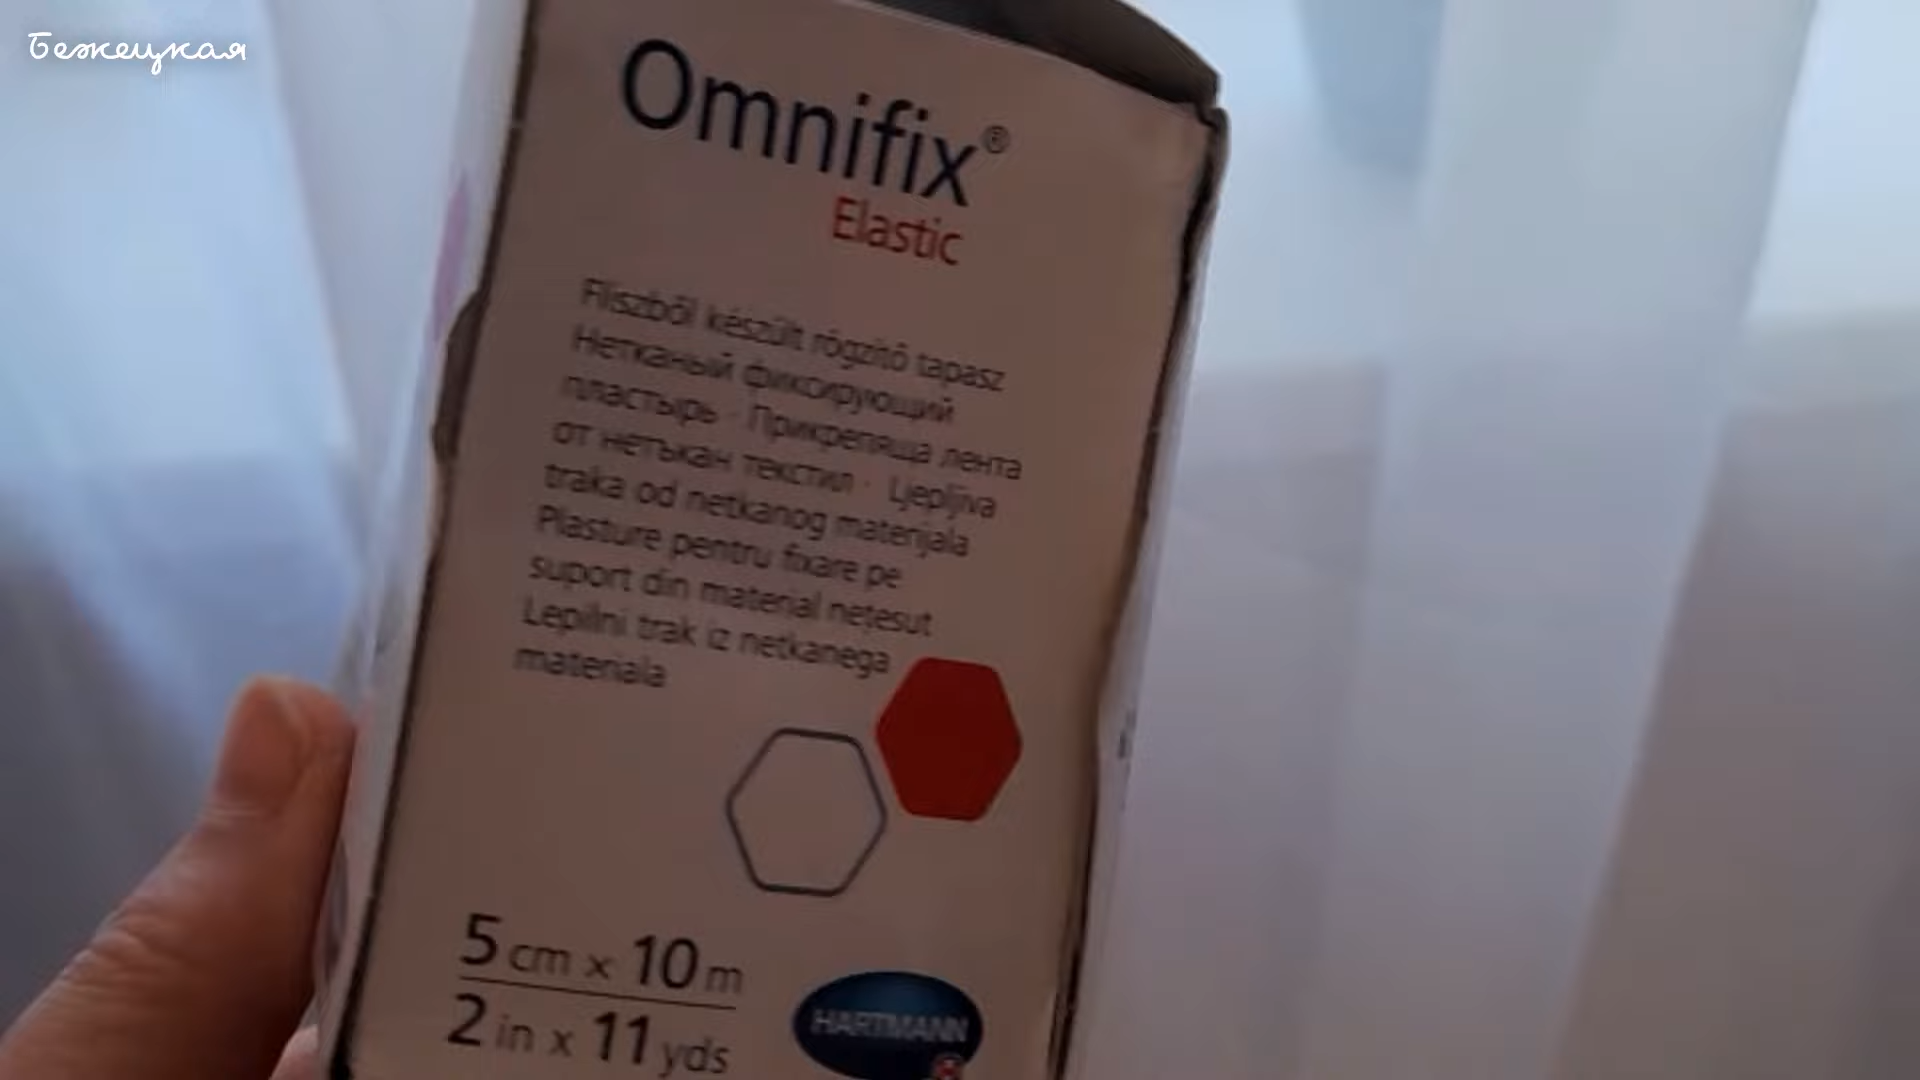 Бежецкая
Omnifix®
Elastic
Fliszből készült rögzítő tapasz
Нетканый фиксирующий
пластырь · Прикрепяща лента
от нетъкан текстил · Ljepljiva
traka od netkanog materijala
Plasture pentru fixare pe
suport din material nețesut
Lepilni trak iz netkanega
materiala
5 cm x 10 m
2 in x 11 yds
HARTMANN